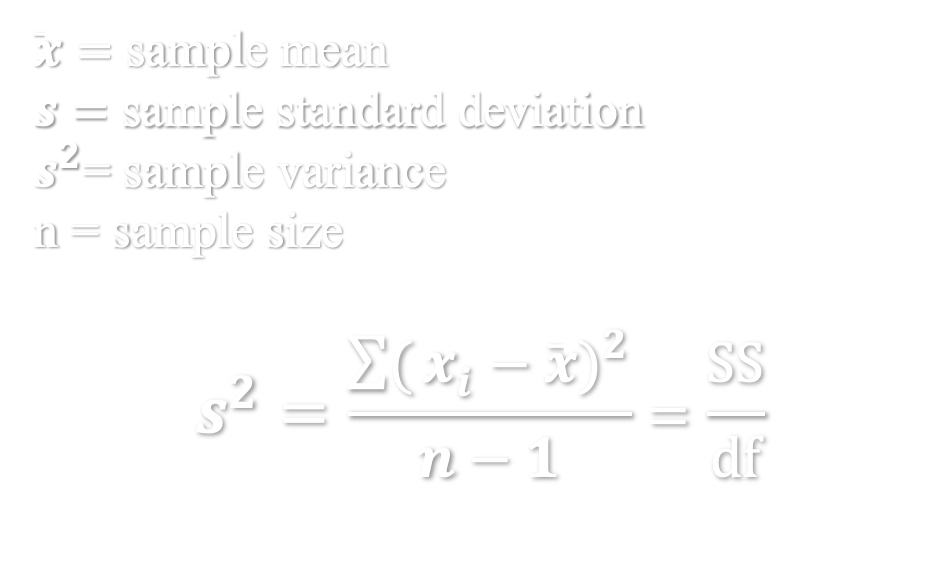 x̄ = sample mean
s = sample standard deviation
s²= sample variance
n = sample size
s² = ∑( xᵢ − x̄)² / n − 1 = SS / df